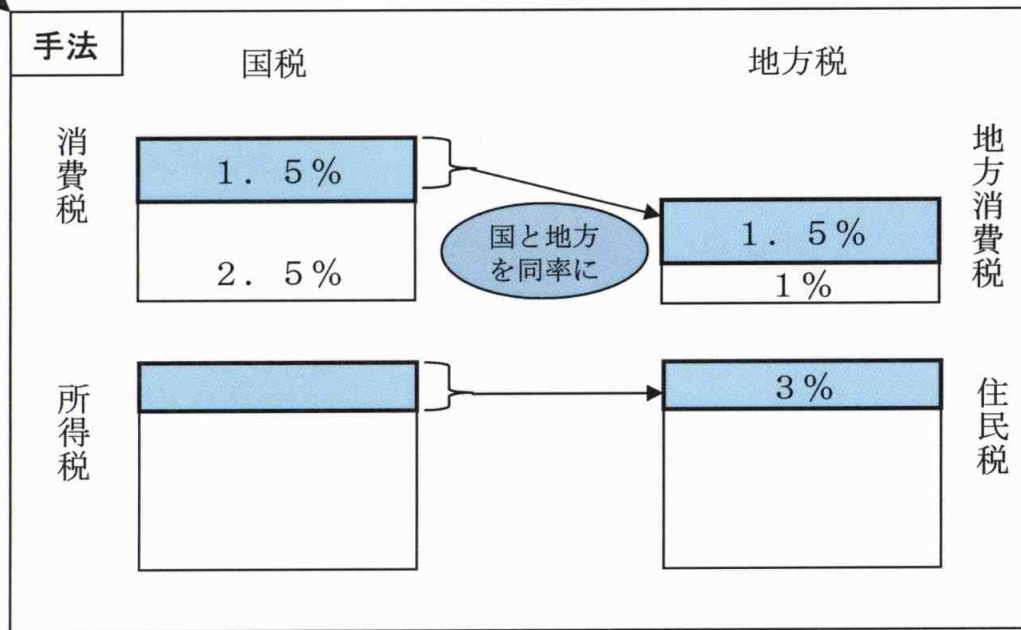 手法
国税
地方税
消費税
1.5%
2.5%
国と地方
を同率に
1.5%
1%
地方消費税
所得税
3%
住民税